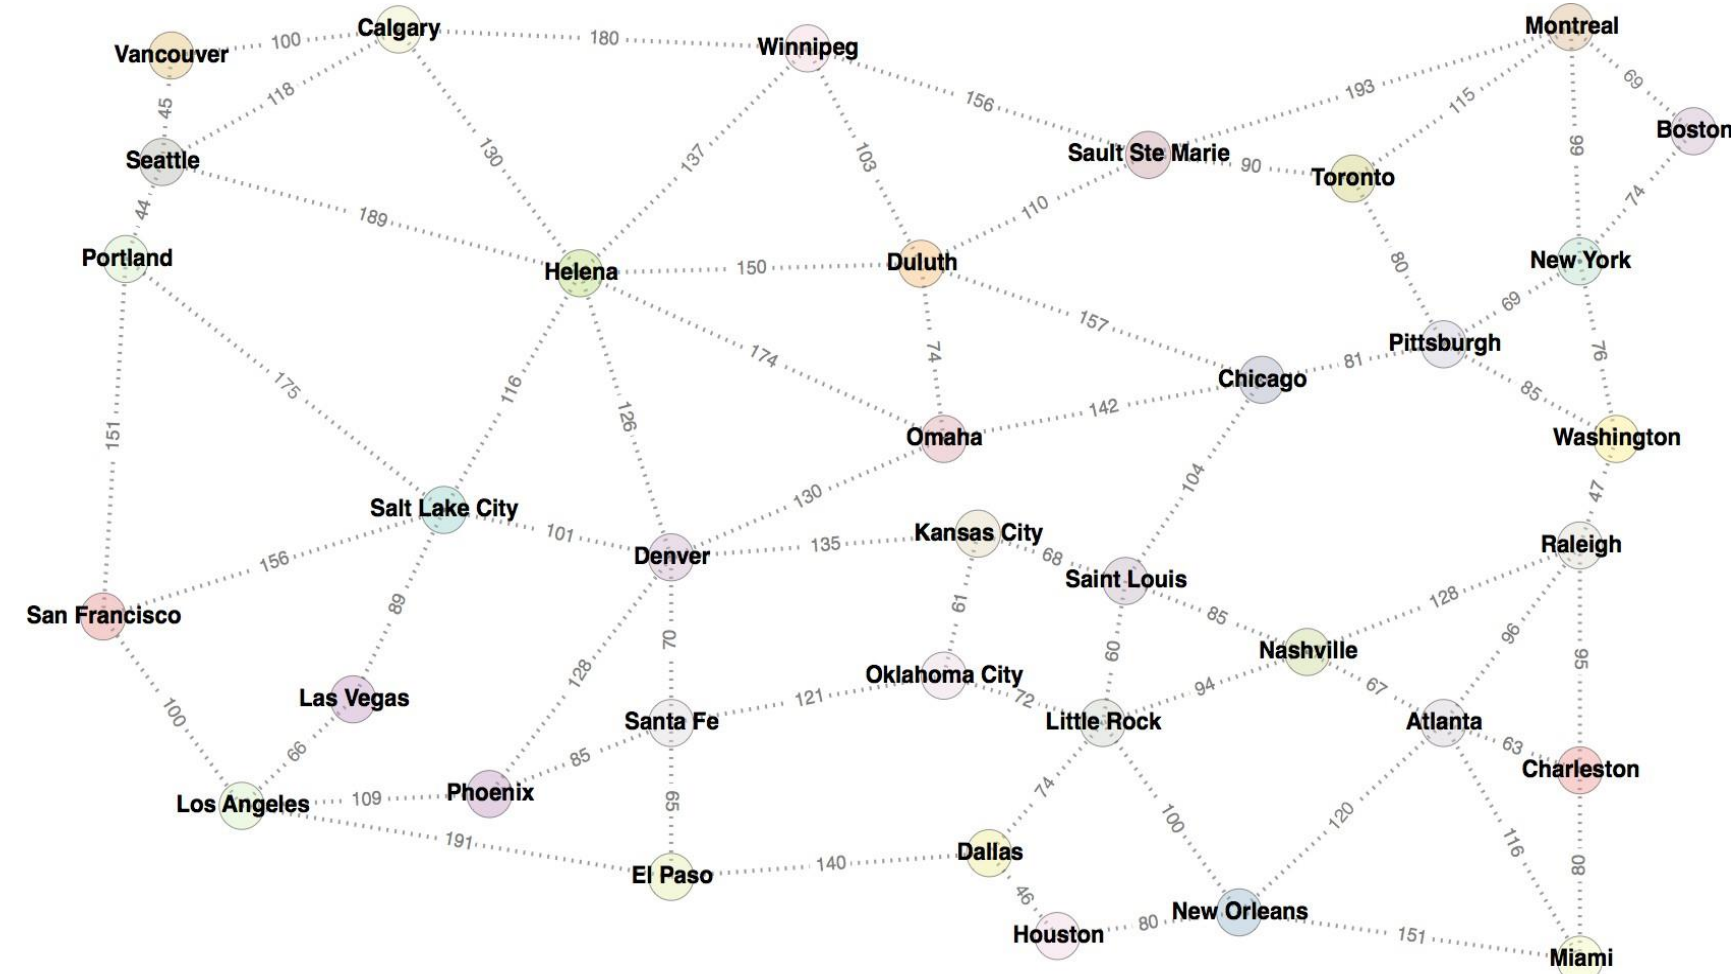 Montreal
Calgary
Vancouver
100
180
Winnipeg
69
118
193
115
45
156
Boston
Seattle
130
137
103
Sault Ste Marie
90
Toronto
66
44
189
110
74
Portland
Helena
150
Duluth
80
New York
69
157
Pittsburgh
175
174
74
81
76
Chicago
116
126
142
85
151
Omaha
Washington
104
130
47
Salt Lake City
101
Kansas City
135
68
Raleigh
156
Denver
Saint Louis
89
61
85
128
San Francisco
70
60
96
95
Nashville
128
Oklahoma City
94
67
Las Vegas
121
72
100
Santa Fe
Little Rock
Atlanta
66
85
63
Charleston
109
Phoenix
65
74
Los Angeles
100
120
191
116
Dallas
140
80
El Paso
46
New Orleans
80
Houston
151
Miami